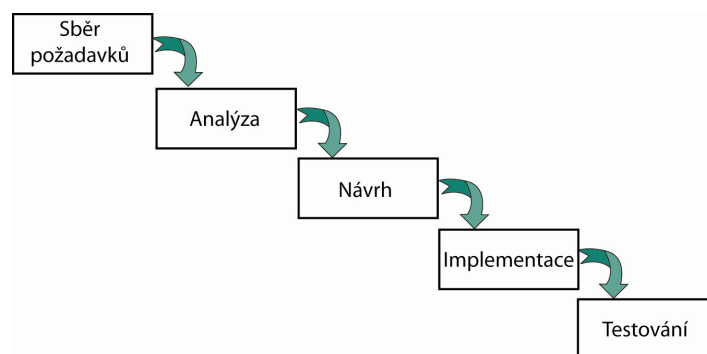 Sběr
požadavků
Analýza
Návrh
Implementace
Testování